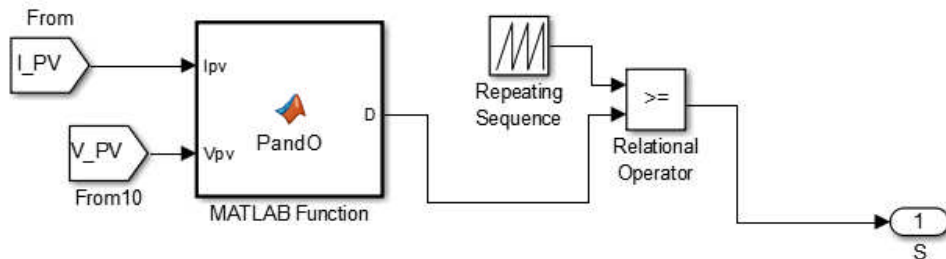 From
I_PV
Ipv
V_PV
Vpv
From10
PandO
D
MATLAB Function
Repeating
Sequence
>=
Relational
Operator
1
S